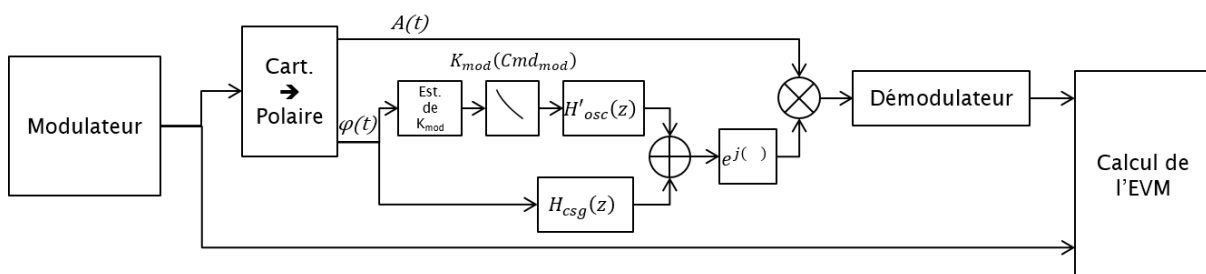 Modulateur
Cart.
➔
Polaire
A(t)
φ(t)
K_mod(Cmd_mod)
Est.
de
K_mod
H'_osc(z)
H_csg(z)
e^j( )
Démodulateur
Calcul de
l'EVM